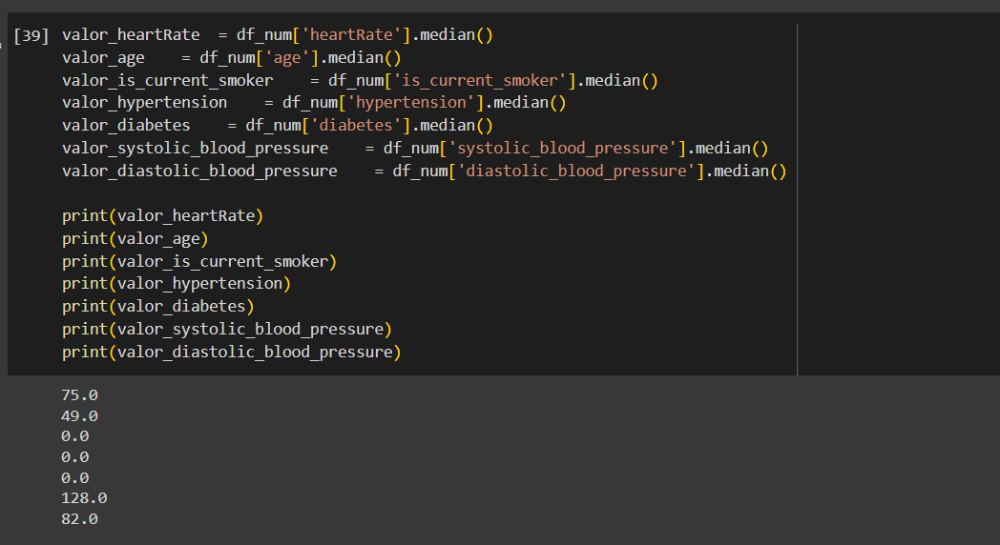 [39] valor_heartRate  = df_num['heartRate'].median()
valor_age    = df_num['age'].median()
valor_is_current_smoker    = df_num['is_current_smoker'].median()
valor_hypertension    = df_num['hypertension'].median()
valor_diabetes    = df_num['diabetes'].median()
valor_systolic_blood_pressure    = df_num['systolic_blood_pressure'].median()
valor_diastolic_blood_pressure    = df_num['diastolic_blood_pressure'].median()
print(valor_heartRate)
print(valor_age)
print(valor_is_current_smoker)
print(valor_hypertension)
print(valor_diabetes)
print(valor_systolic_blood_pressure)
print(valor_diastolic_blood_pressure)
75.0
49.0
0.0
0.0
0.0
128.0
82.0